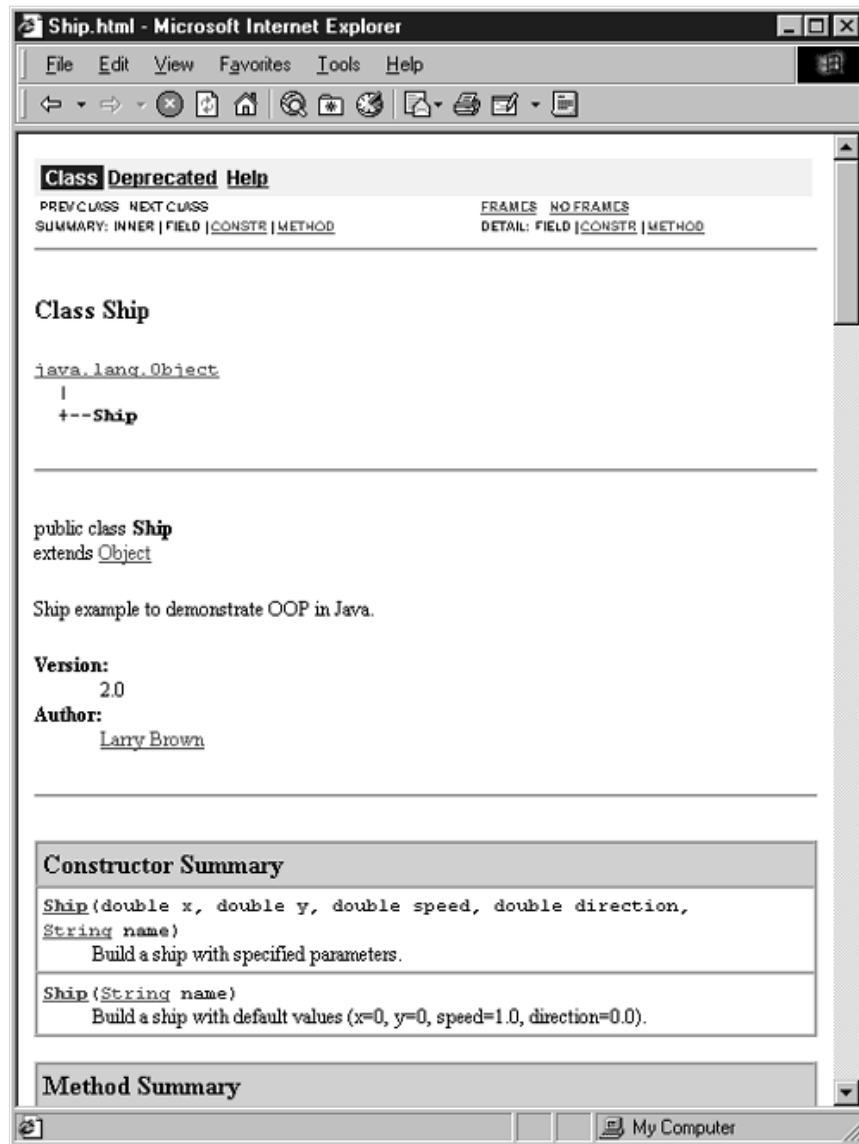 Ship.html - Microsoft Internet Explorer
File Edit View Favorites Tools Help
Class Deprecated Help
PREV CLASS NEXT CLASS FRAMES NO FRAMES
SUMMARY: INNER | FIELD | CONSTR | METHOD DETAIL: FIELD | CONSTR | METHOD
Class Ship
java.lang.Object
|
+--Ship
public class Ship
extends Object
Ship example to demonstrate OOP in Java.
Version:
2.0
Author:
Larry Brown
Constructor Summary
Ship(double x, double y, double speed, double direction,
String name)
Build a ship with specified parameters.
Ship(String name)
Build a ship with default values (x=0, y=0, speed=1.0, direction=0.0).
Method Summary
My Computer